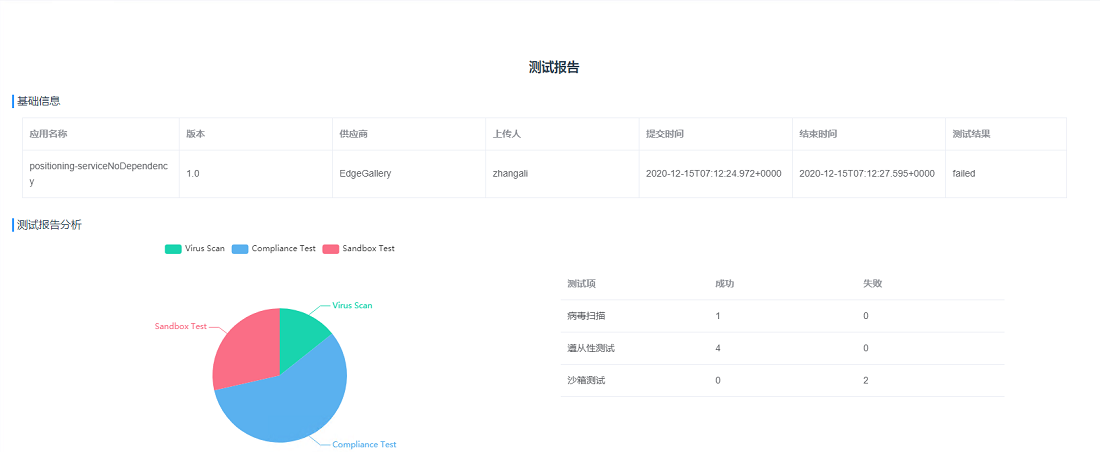 测试报告
基础信息
应用名称 版本 供应商 上传人 提交时间 结束时间 测试结果
positioning-serviceNoDependenc
y 1.0 EdgeGallery zhangali 2020-12-15T07:12:24.972+0000 2020-12-15T07:12:27.595+0000 failed
测试报告分析
Virus Scan Compliance Test Sandbox Test
Virus Scan
Sandbox Test
Compliance Test
测试项 成功 失败
病毒扫描 1 0
遵从性测试 4 0
沙箱测试 0 2